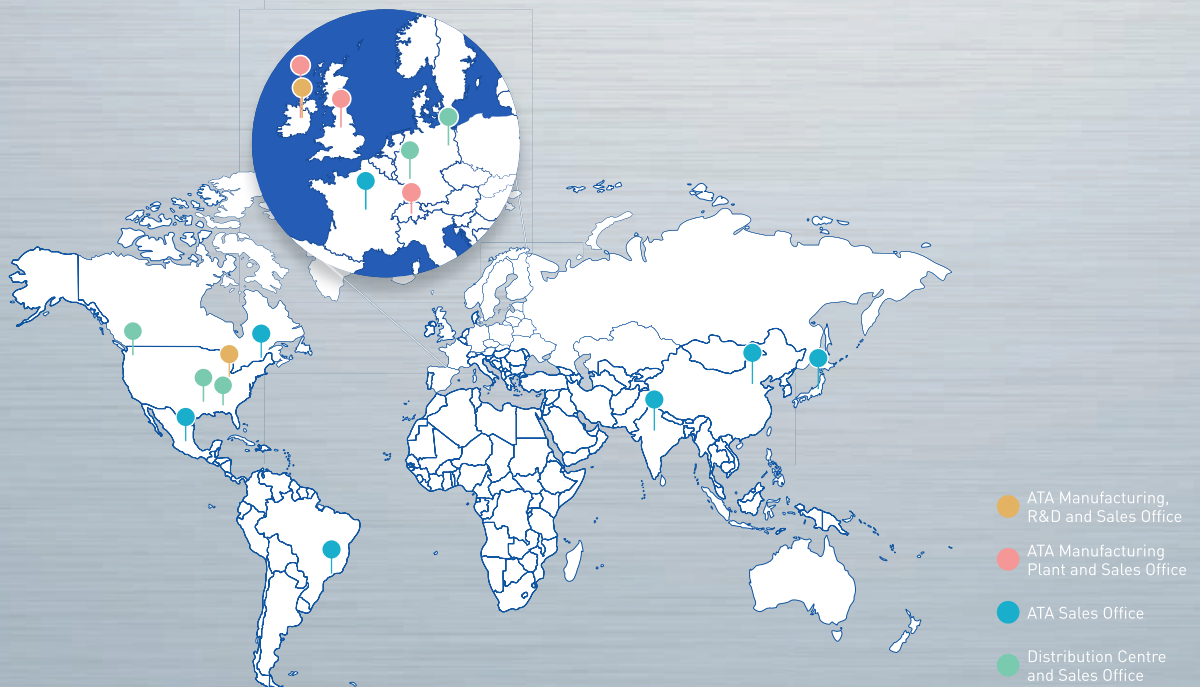 ATA Manufacturing,
R&D and Sales Office
ATA Manufacturing
Plant and Sales Office
ATA Sales Office
Distribution Centre
and Sales Office